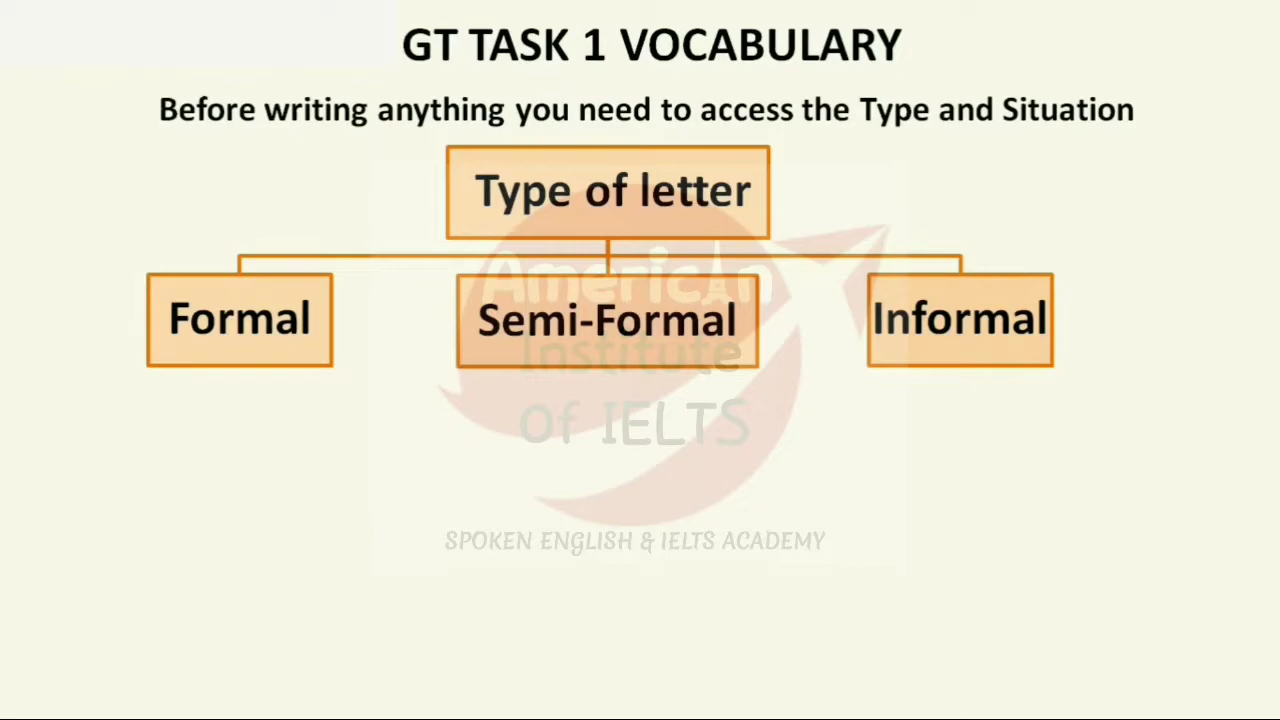 GT TASK 1 VOCABULARY
Before writing anything you need to access the Type and Situation
Type of letter
Formal
Semi-Formal
Informal
American
Institute
Of IELTS
SPOKEN ENGLISH & IELTS ACADEMY